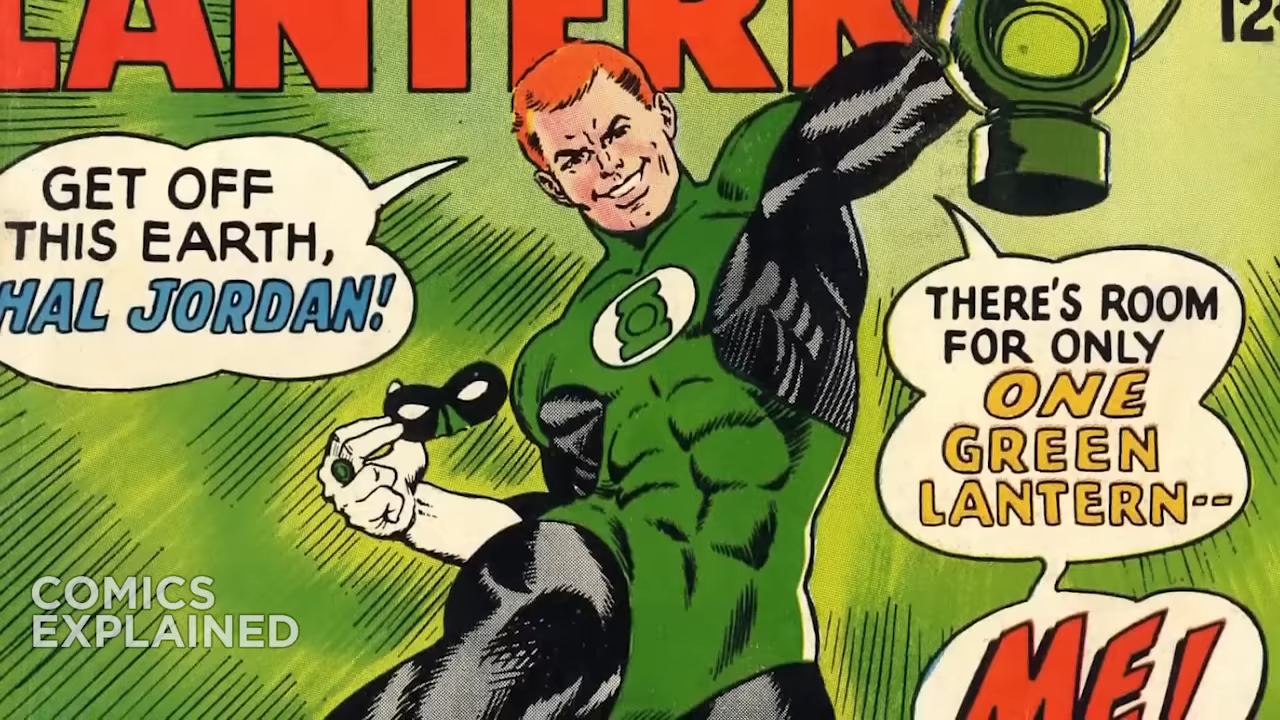 LANTERN
12¢
GET OFF
THIS EARTH,
HAL JORDAN!
THERE'S ROOM
FOR ONLY
ONE
GREEN
LANTERN--
ME!
COMICS
EXPLAINED